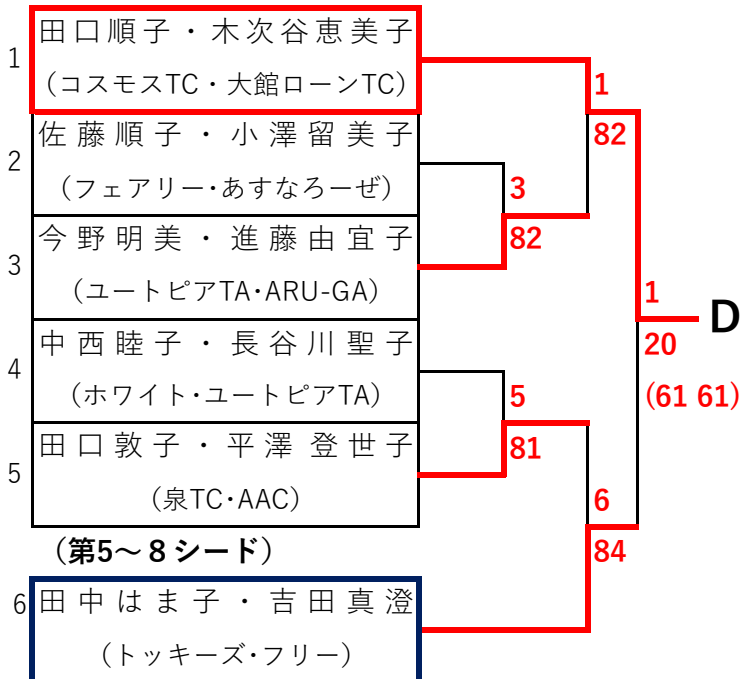 1
田口順子・木次谷恵美子
（コスモスTC・大館ローンTC）
2
佐藤順子・小澤留美子
（フェアリー・あすなろーぜ）
3
今野明美・進藤由宜子
（ユートピアTA・ARU-GA）
4
中西睦子・長谷川聖子
（ホワイト・ユートピアTA）
5
田口敦子・平澤 登世子
（泉TC・AAC）
（第5～８シード）
6
田中はま子・吉田真澄
（トッキーズ・フリー）
3
82
5
81
1
82
6
84
1
20
(61 61)
D